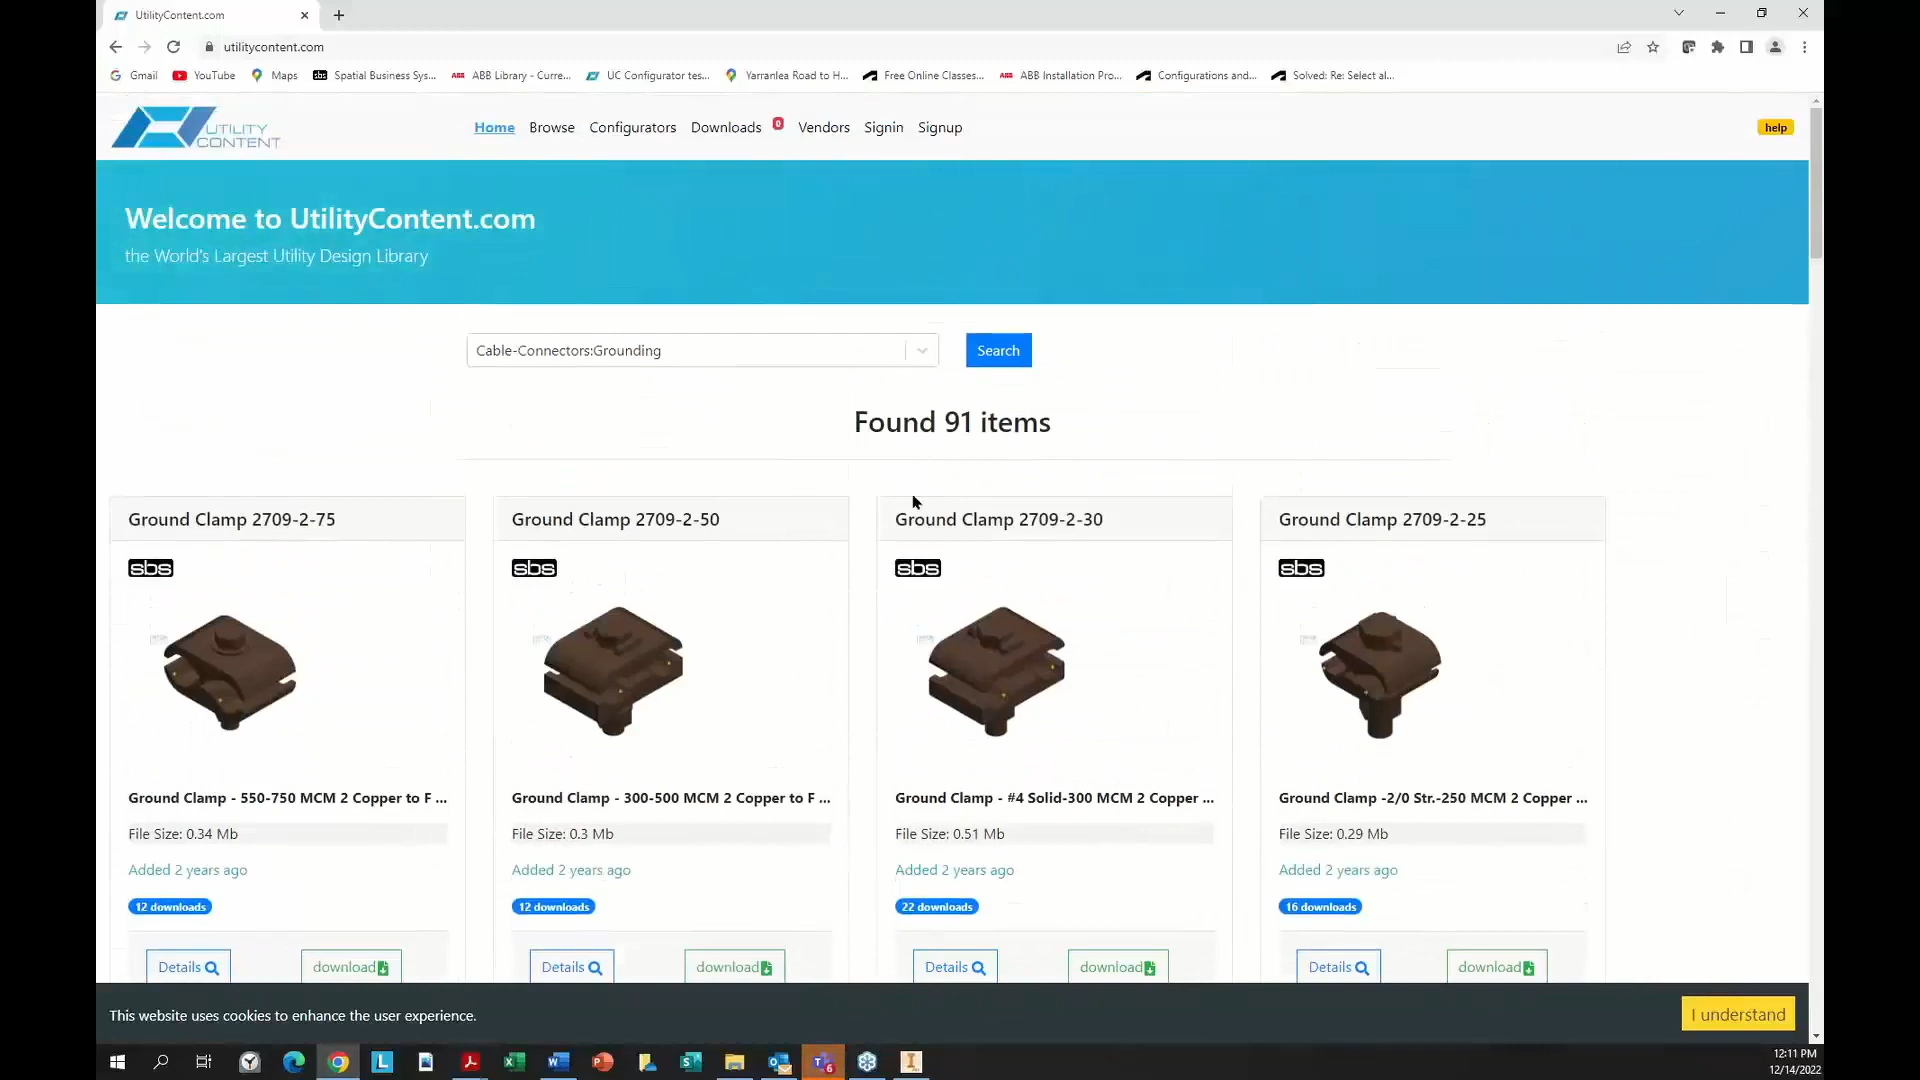 UtilityContent.com
utilitycontent.com
Gmail
YouTube
Maps
sbs
Spatial Business Sys...
ABB
ABB Library - Curre...
UC Configurator tes...
Yarranlea Road to H...
Free Online Classes...
ABB
ABB Installation Pro...
Configurations and...
Solved: Re: Select al...
UTILITY
CONTENT
Home
Browse
Configurators
Downloads
0
Vendors
Signin
Signup
help
Welcome to UtilityContent.com
the World's Largest Utility Design Library
Cable-Connectors:Grounding
Search
Found 91 items
Ground Clamp 2709-2-75
Ground Clamp 2709-2-50
Ground Clamp 2709-2-30
Ground Clamp 2709-2-25
sbs
sbs
sbs
sbs
Ground Clamp - 550-750 MCM 2 Copper to F ...
Ground Clamp - 300-500 MCM 2 Copper to F ...
Ground Clamp - #4 Solid-300 MCM 2 Copper ...
Ground Clamp -2/0 Str.-250 MCM 2 Copper ...
File Size: 0.34 Mb
File Size: 0.3 Mb
File Size: 0.51 Mb
File Size: 0.29 Mb
Added 2 years ago
Added 2 years ago
Added 2 years ago
Added 2 years ago
12 downloads
12 downloads
22 downloads
16 downloads
Details
download
Details
download
Details
download
Details
download
This website uses cookies to enhance the user experience.
I understand
12:11 PM
12/14/2022